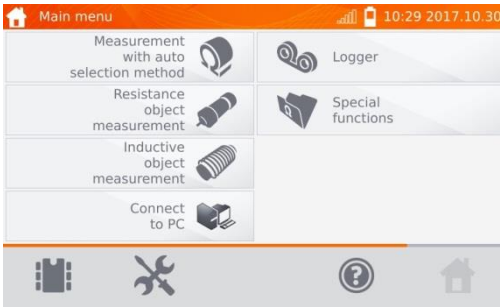 Main menu
10:29 2017.10.30
Measurement
with auto
selection method
Logger
Resistance
object
measurement
Special
functions
Inductive
object
measurement
Connect
to PC